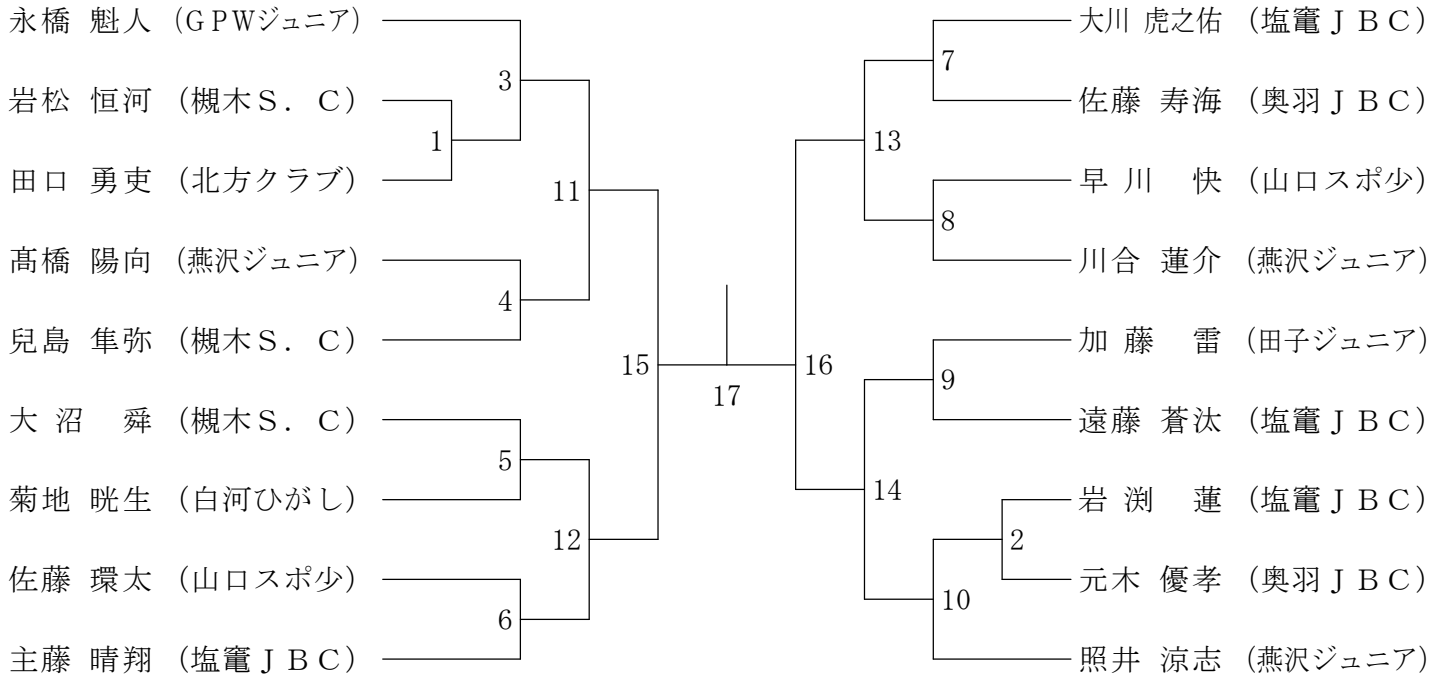 永橋 魁人 (GPWジュニア)
3
岩松 恒河 (槻木S.C)
1
田口 勇吏 (北方クラブ)
11
髙橋 陽向 (燕沢ジュニア)
4
兒島 隼弥 (槻木S.C)
15
大沼 舜 (槻木S.C)
5
菊地 晄生 (白河ひがし)
12
佐藤 環太 (山口スポ少)
6
主藤 晴翔 (塩竈JBC)
17
大川 虎之佑 (塩竈JBC)
7
佐藤 寿海 (奥羽JBC)
13
早川 快 (山口スポ少)
8
川合 蓮介 (燕沢ジュニア)
16
加藤 雷 (田子ジュニア)
9
遠藤 蒼汰 (塩竈JBC)
14
岩渕 蓮 (塩竈JBC)
2
元木 優孝 (奥羽JBC)
10
照井 涼志 (燕沢ジュニア)